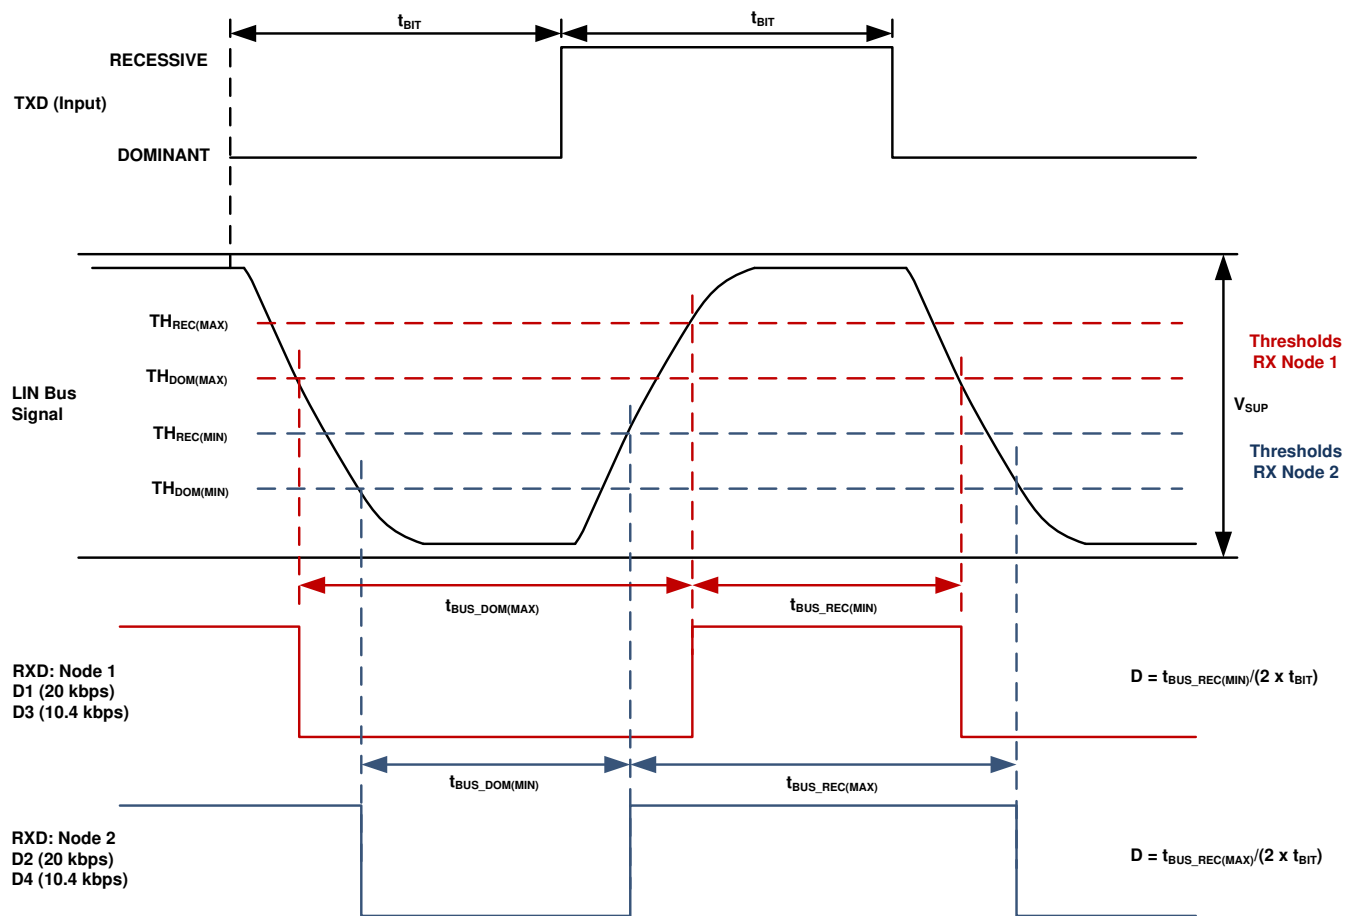 tBIT
tBIT
RECESSIVE
TXD (Input)
DOMINANT
THREC(MAX)
THDOM(MAX)
THREC(MIN)
THDOM(MIN)
LIN Bus
Signal
Thresholds
RX Node 1
VSUP
Thresholds
RX Node 2
tBUS_DOM(MAX)
tBUS_REC(MIN)
RXD: Node 1
D1 (20 kbps)
D3 (10.4 kbps)
D = tBUS_REC(MIN)/(2 x tBIT)
tBUS_DOM(MIN)
tBUS_REC(MAX)
RXD: Node 2
D2 (20 kbps)
D4 (10.4 kbps)
D = tBUS_REC(MAX)/(2 x tBIT)